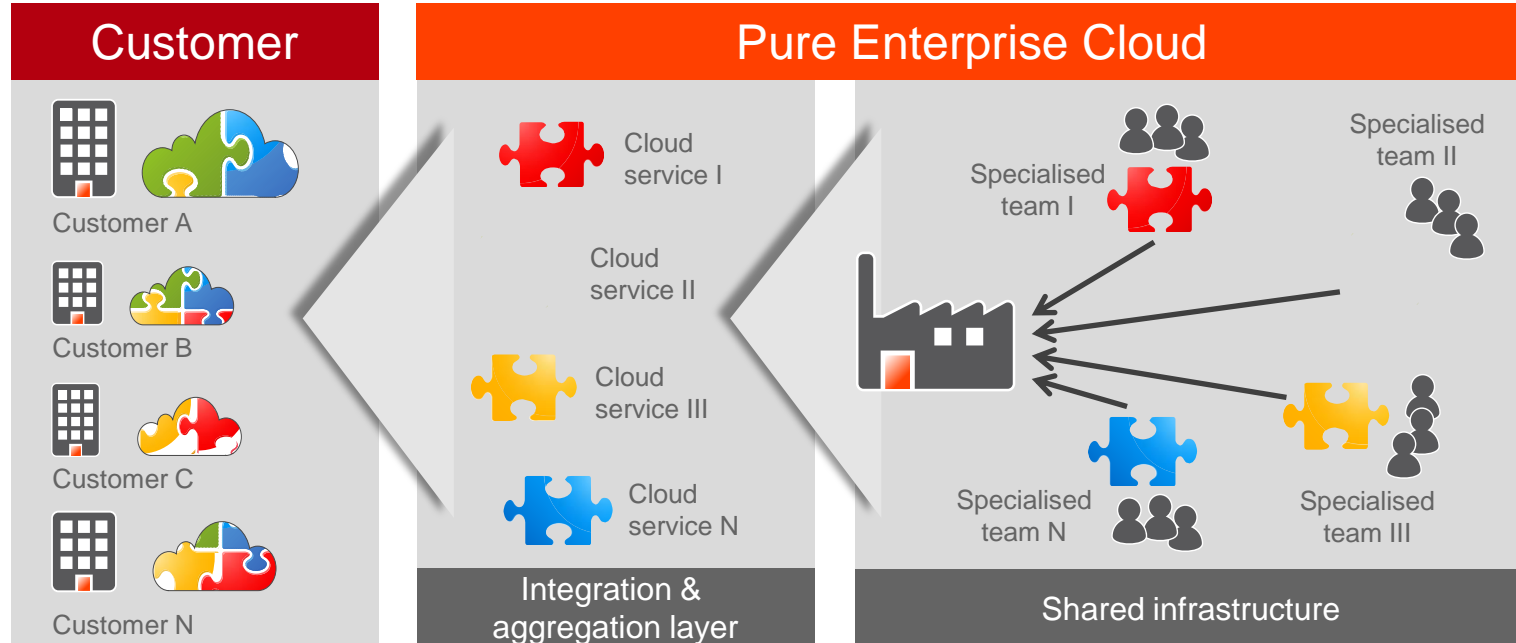 Customer
Pure Enterprise Cloud
Customer A
Customer B
Customer C
Customer N
Cloud
service I
Cloud
service II
Cloud
service III
Cloud
service N
Integration &
aggregation layer
Specialised
team I
Specialised
team II
Specialised
team N
Specialised
team III
Shared infrastructure